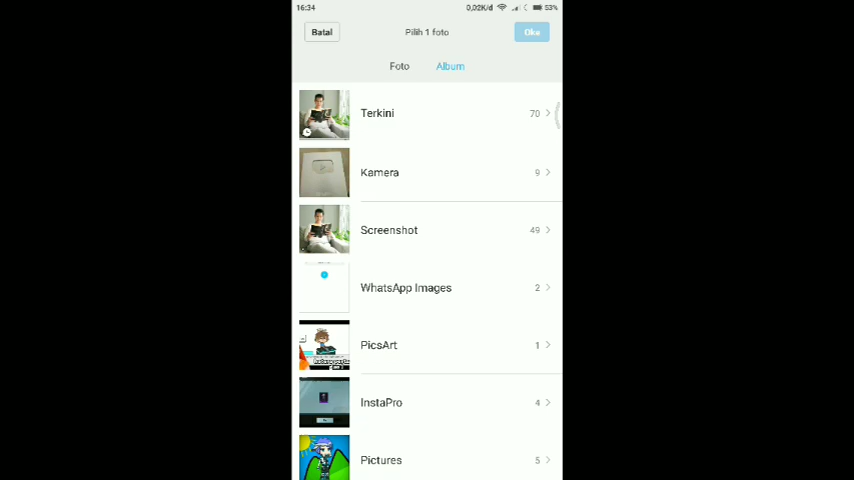 16:34 0,02K/d 53%
Batal Pilih 1 foto Oke
Foto Album
Terkini 70
Kamera 9
Screenshot 49
WhatsApp Images 2
PicsArt 1
InstaPro 4
Pictures 5